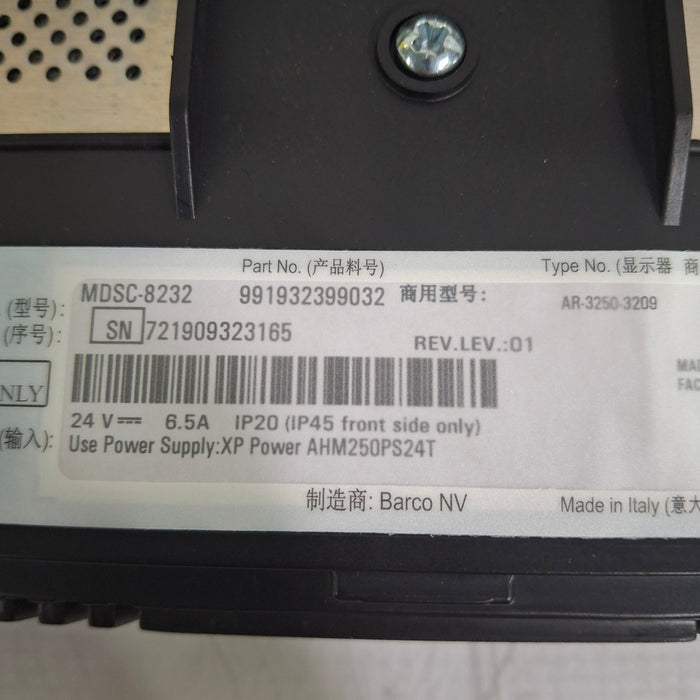 Part No. (产品料号) Type No. (显示器 商
(型号): MDSC-8232 991932399032 商用型号: AR-3250-3209
(序号): SN 721909323165 REV.LEV.:01
NLY
MAD
FAC
24 V⎓ 6.5A IP20 (IP45 front side only)
(输入): Use Power Supply:XP Power AHM250PS24T
制造商: Barco NV Made in Italy (意大